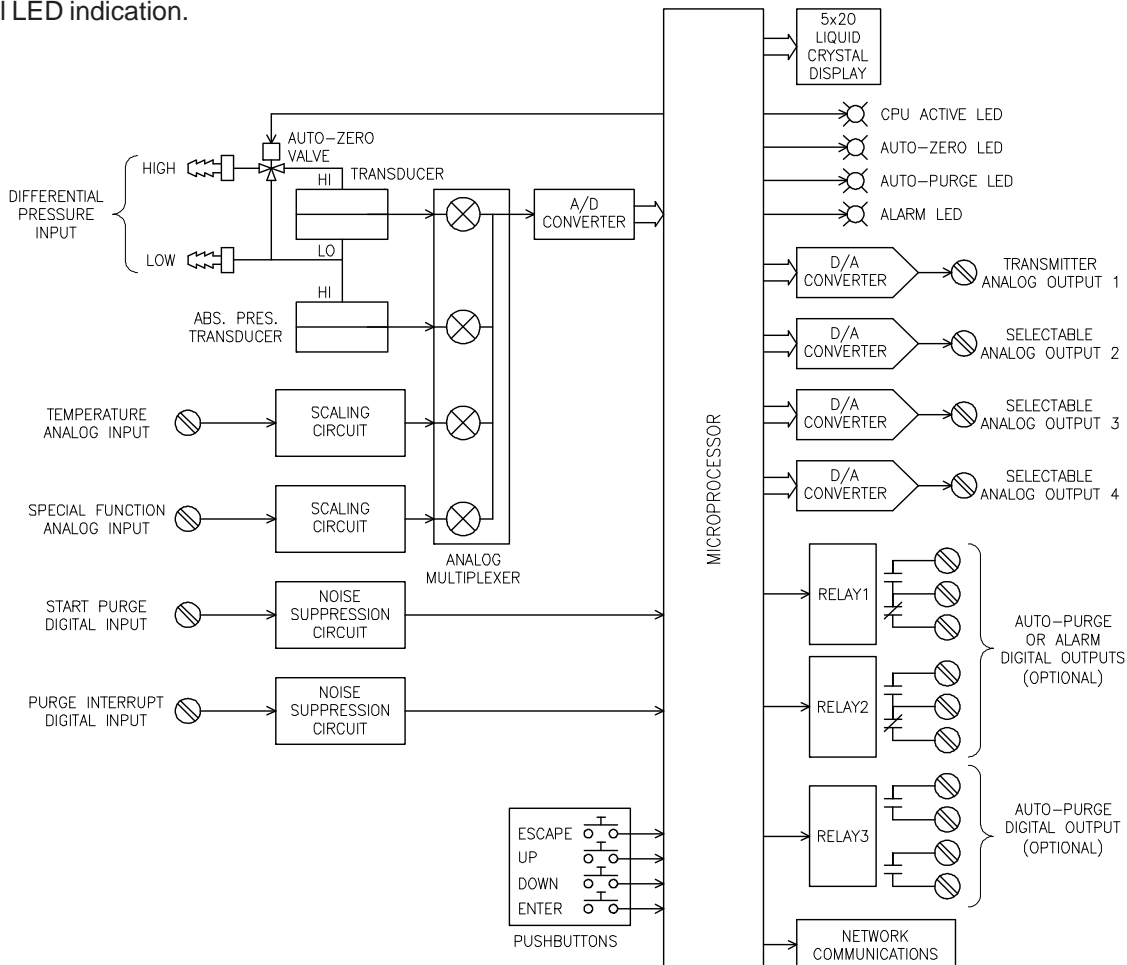 l LED indication.
5x20
LIQUID
CRYSTAL
DISPLAY
CPU ACTIVE LED
AUTO-ZERO LED
AUTO-PURGE LED
ALARM LED
AUTO-ZERO
VALVE
HIGH
HI
TRANSDUCER
DIFFERENTIAL
PRESSURE
INPUT
LOW
LO
A/D
CONVERTER
HI
ABS. PRES.
TRANSDUCER
D/A
CONVERTER
TRANSMITTER
ANALOG OUTPUT 1
D/A
CONVERTER
SELECTABLE
ANALOG OUTPUT 2
TEMPERATURE
ANALOG INPUT
SCALING
CIRCUIT
D/A
CONVERTER
SELECTABLE
ANALOG OUTPUT 3
MICROPROCESSOR
D/A
CONVERTER
SELECTABLE
ANALOG OUTPUT 4
SPECIAL FUNCTION
ANALOG INPUT
SCALING
CIRCUIT
ANALOG
MULTIPLEXER
START PURGE
DIGITAL INPUT
NOISE
SUPPRESSION
CIRCUIT
RELAY1
AUTO-PURGE
OR ALARM
DIGITAL OUTPUTS
(OPTIONAL)
PURGE INTERRUPT
DIGITAL INPUT
NOISE
SUPPRESSION
CIRCUIT
RELAY2
RELAY3
AUTO-PURGE
DIGITAL OUTPUT
(OPTIONAL)
ESCAPE
UP
DOWN
ENTER
PUSHBUTTONS
NETWORK
COMMUNICATIONS